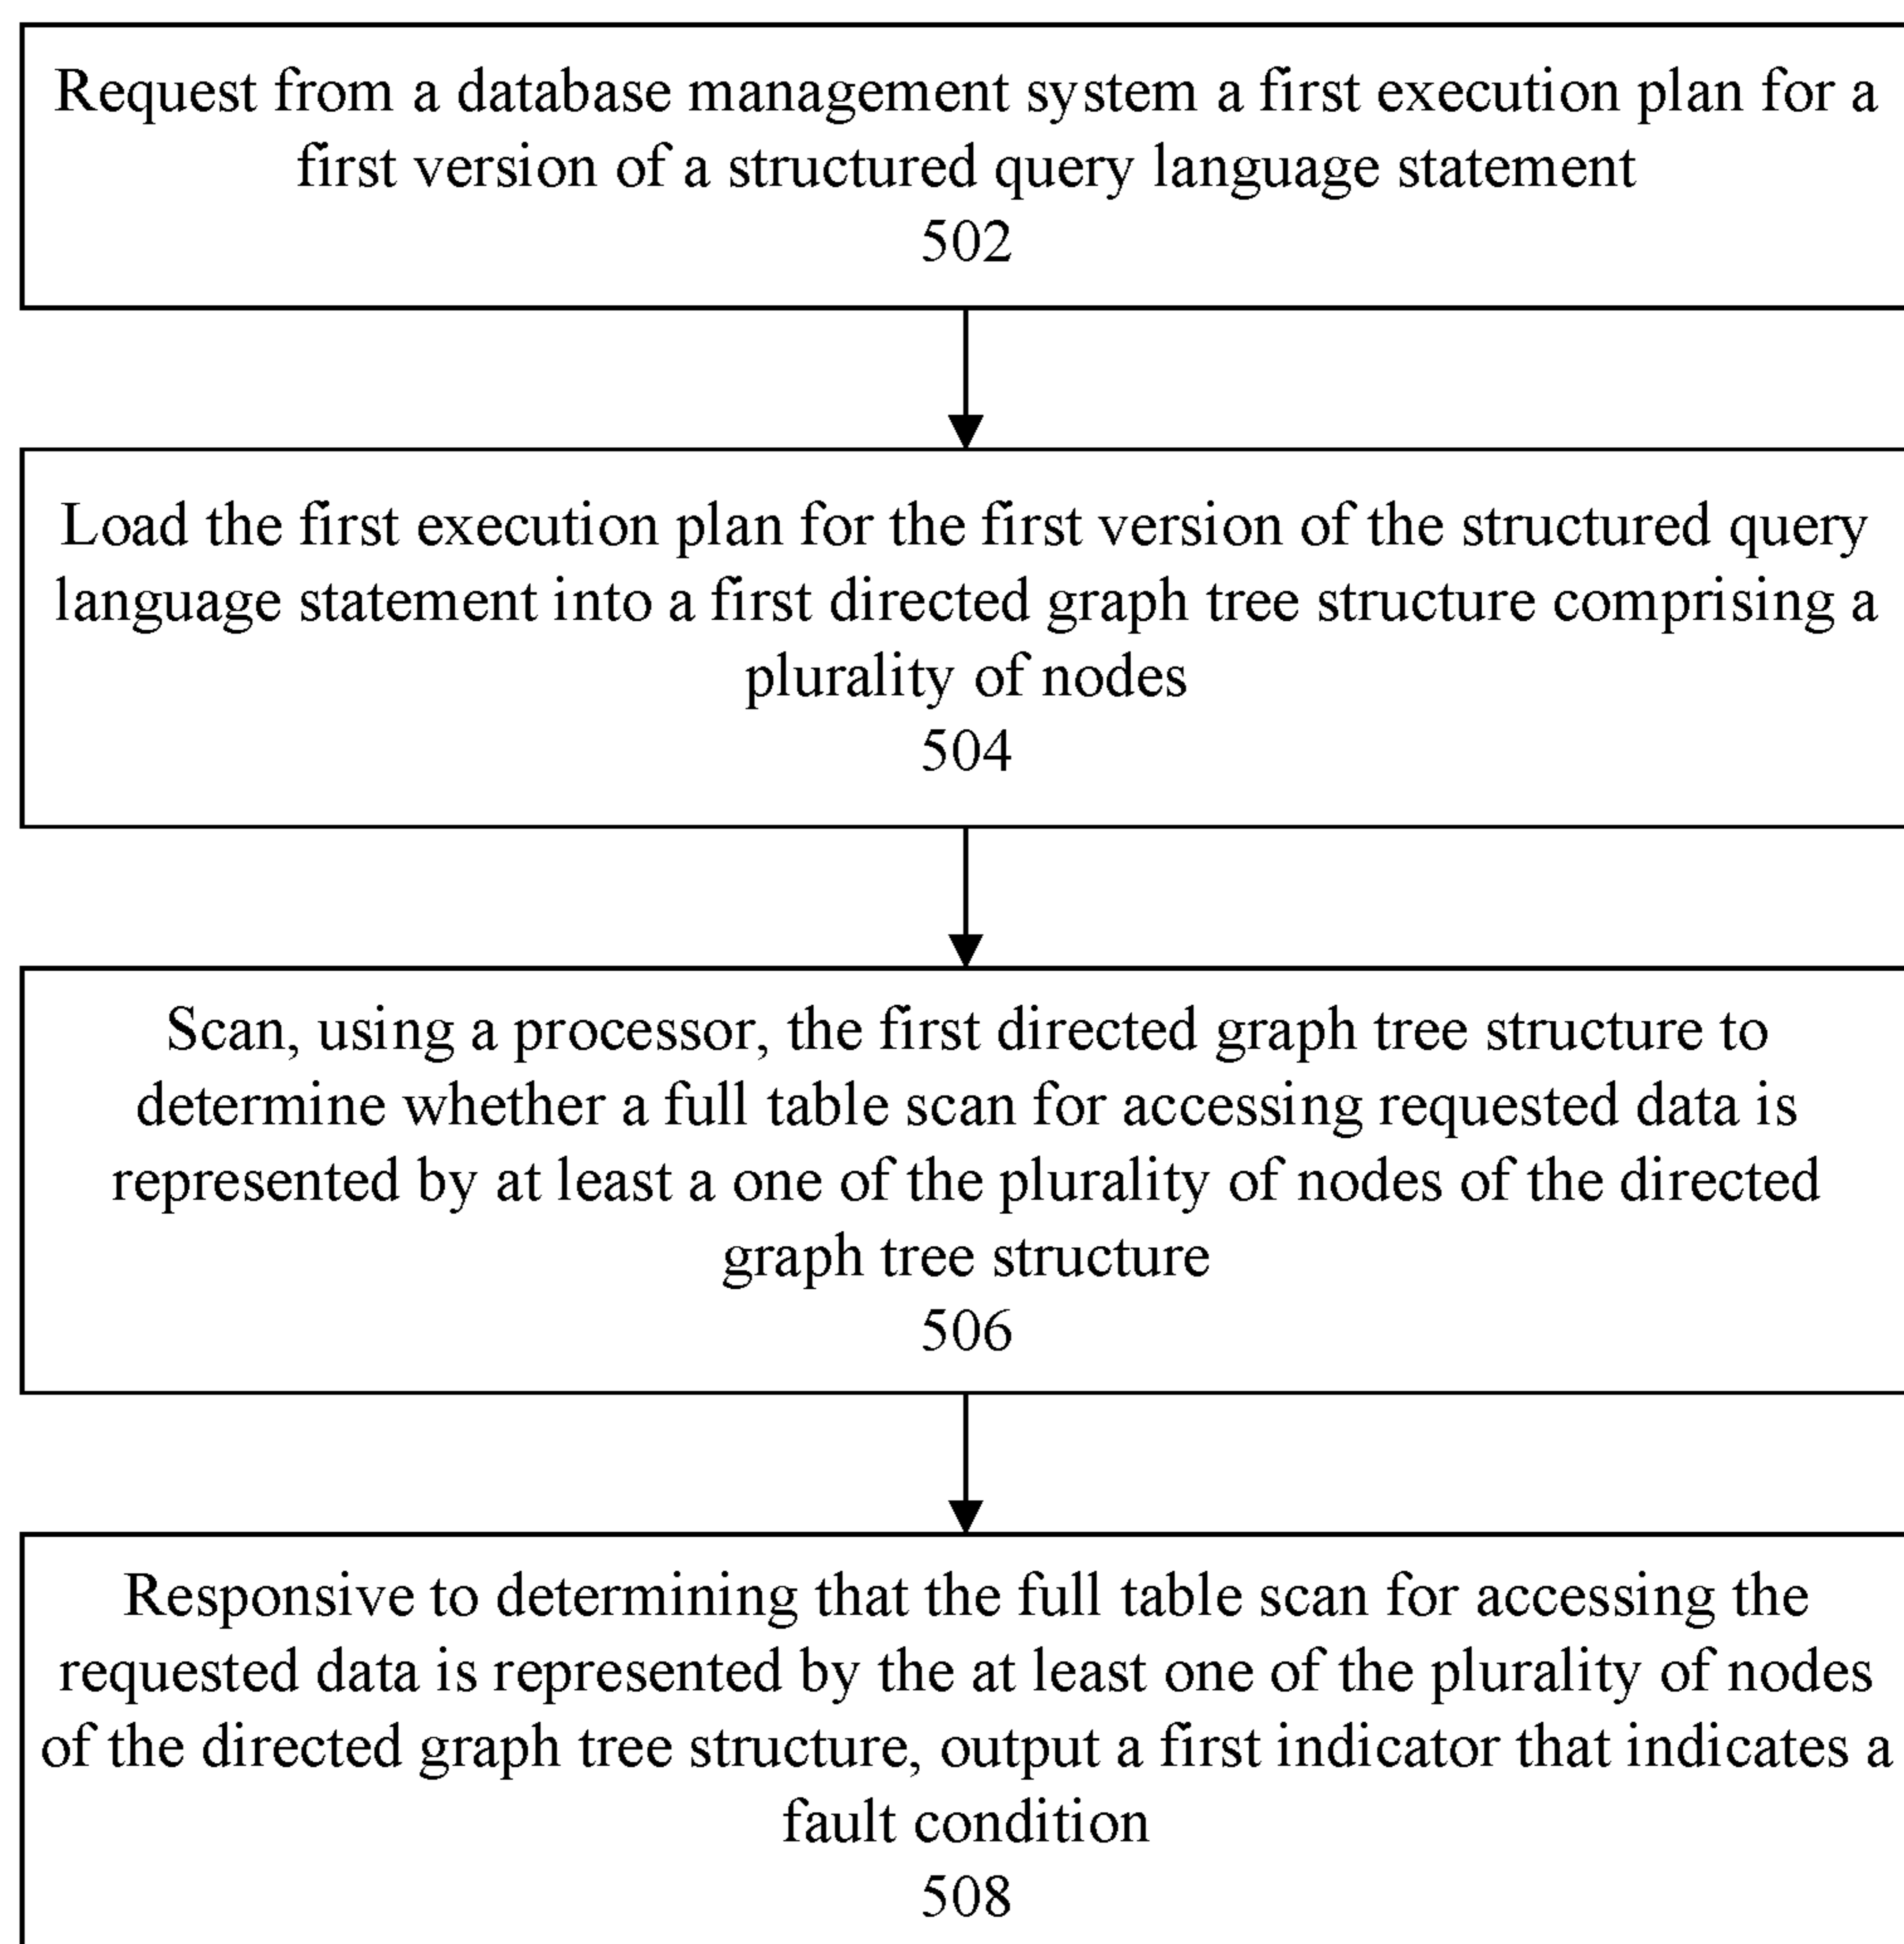 Request from a database management system a first execution plan for a
first version of a structured query language statement
502
Load the first execution plan for the first version of the structured query
language statement into a first directed graph tree structure comprising a
plurality of nodes
504
Scan, using a processor, the first directed graph tree structure to
determine whether a full table scan for accessing requested data is
represented by at least a one of the plurality of nodes of the directed
graph tree structure
506
Responsive to determining that the full table scan for accessing the
requested data is represented by the at least one of the plurality of nodes
of the directed graph tree structure, output a first indicator that indicates a
fault condition
508